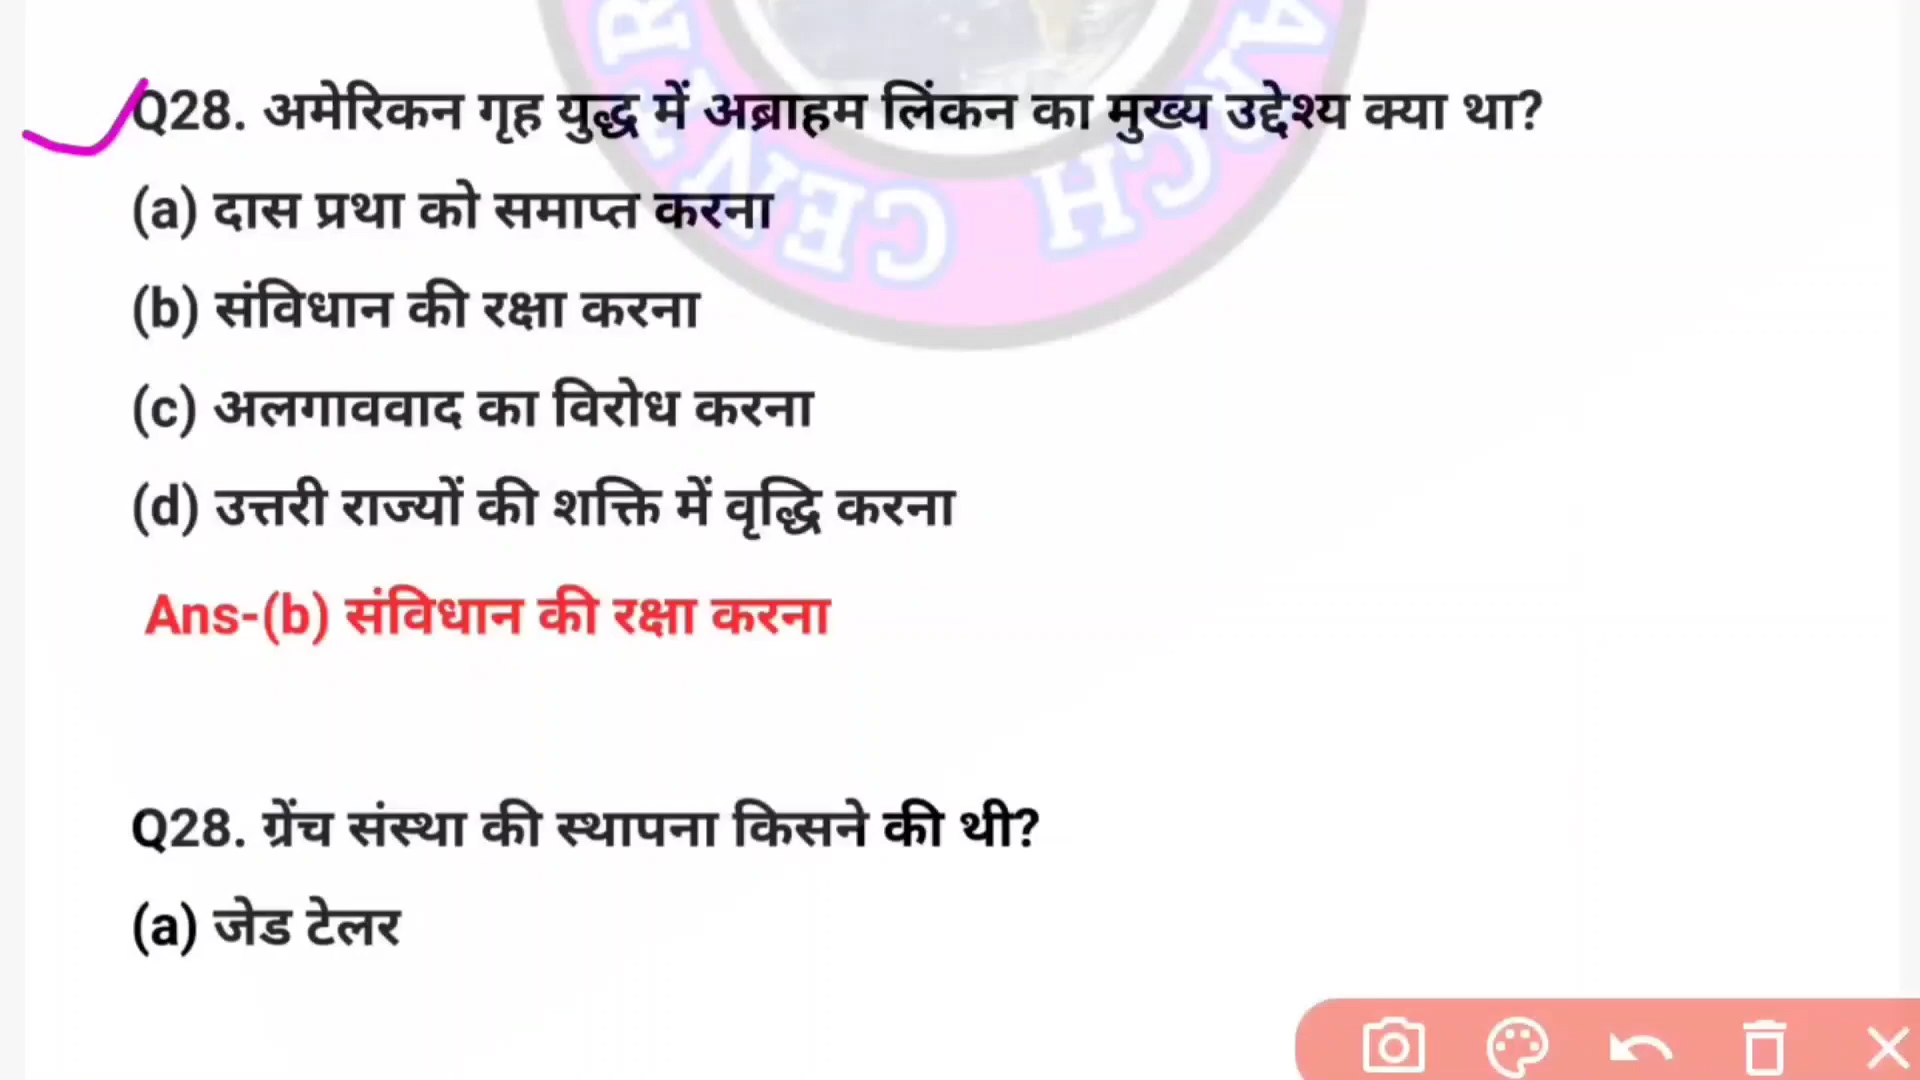 Q28. अमेरिकन गृह युद्ध में अब्राहम लिंकन का मुख्य उद्देश्य क्या था?
(a) दास प्रथा को समाप्त करना
(b) संविधान की रक्षा करना
(c) अलगाववाद का विरोध करना
(d) उत्तरी राज्यों की शक्ति में वृद्धि करना
Ans-(b) संविधान की रक्षा करना
Q28. ग्रेंच संस्था की स्थापना किसने की थी?
(a) जेड टेलर